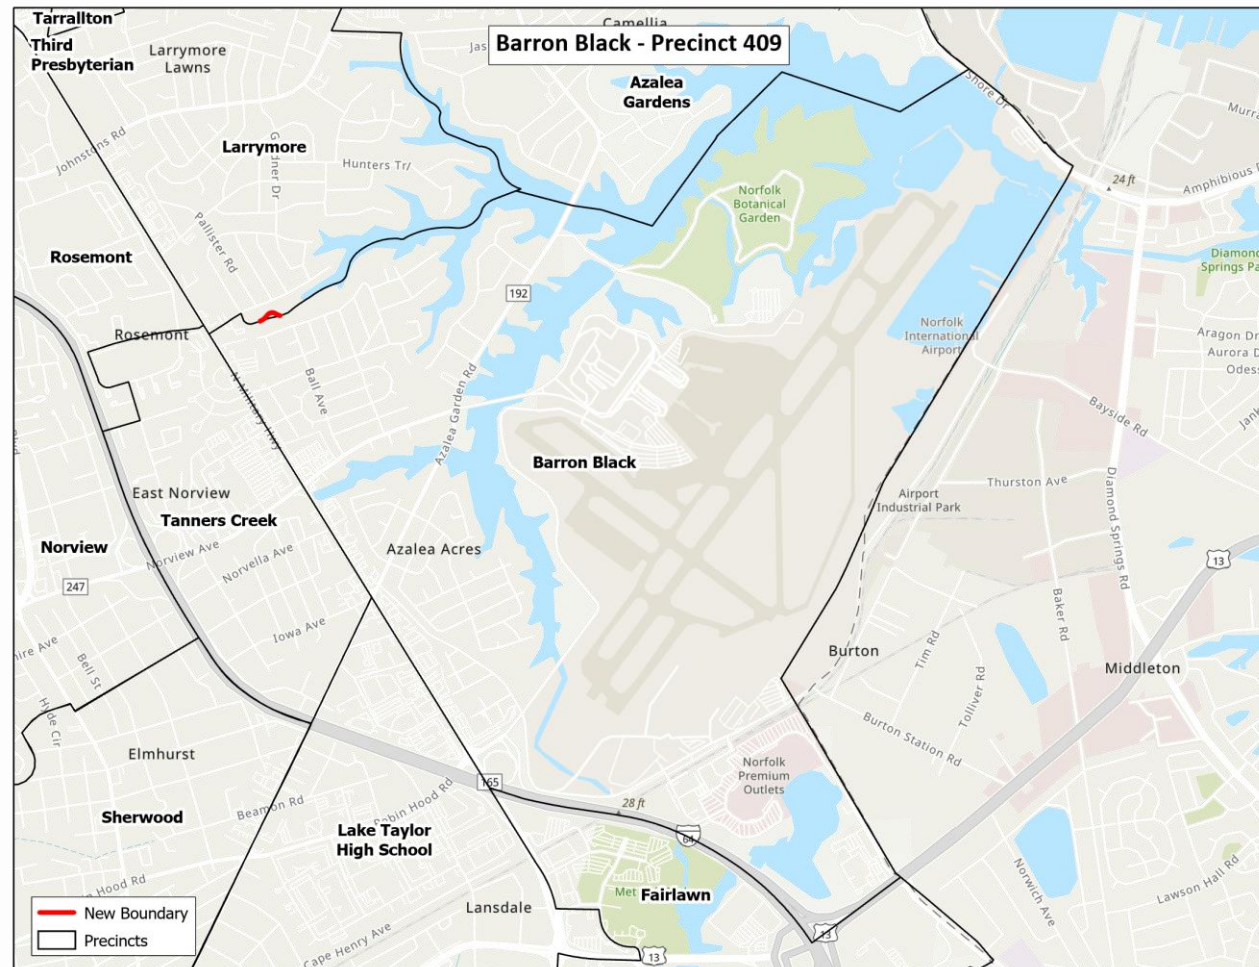 Tarrallton
Camellia
Third
Presbyterian
Larrymore
Lawns
Barron Black - Precinct 409
Azalea
Gardens
Shore Dr
Johnstons Rd
Larrymore
Gardner Dr
Hunters Trl
24 ft
Amphibious
Norfolk
Botanical
Garden
Pallister Rd
Rosemont
Diamond
Springs Pa
192
Rosemont
Norfolk
International
Airport
Aragon Dr
Aurora D
Odes
N Military Hwy
Ball Ave
Azalea Garden Rd
Bayside Rd
Barron Black
Thurston Ave
Diamond Springs Rd
East Norview
Tanners Creek
Airport
Industrial Park
Norview
Norview Ave
Norvella Ave
Azalea Acres
13
247
Baker Rd
Iowa Ave
hire Ave
Bell St
Burton
Tim Rd
Middleton
Tolliver Rd
Hyde Cir
Burton Station Rd
Elmhurst
Norfolk
Premium
Outlets
165
Robin Hood Rd
28 ft
Beamon Rd
Sherwood
Lake Taylor
High School
64
Met
Fairlawn
Norwich Ave
Lawson Hall Rd
n Hood Rd
New Boundary
Precincts
Lansdale
Cape Henry Ave
13
13